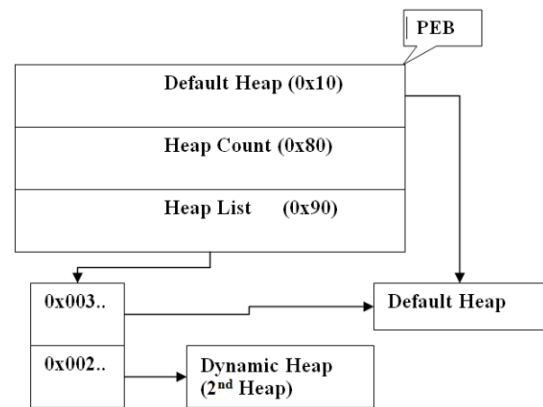 PEB
Default Heap (0x10)
Heap Count (0x80)
Heap List (0x90)
0x003..
Default Heap
0x002..
Dynamic Heap
(2nd Heap)